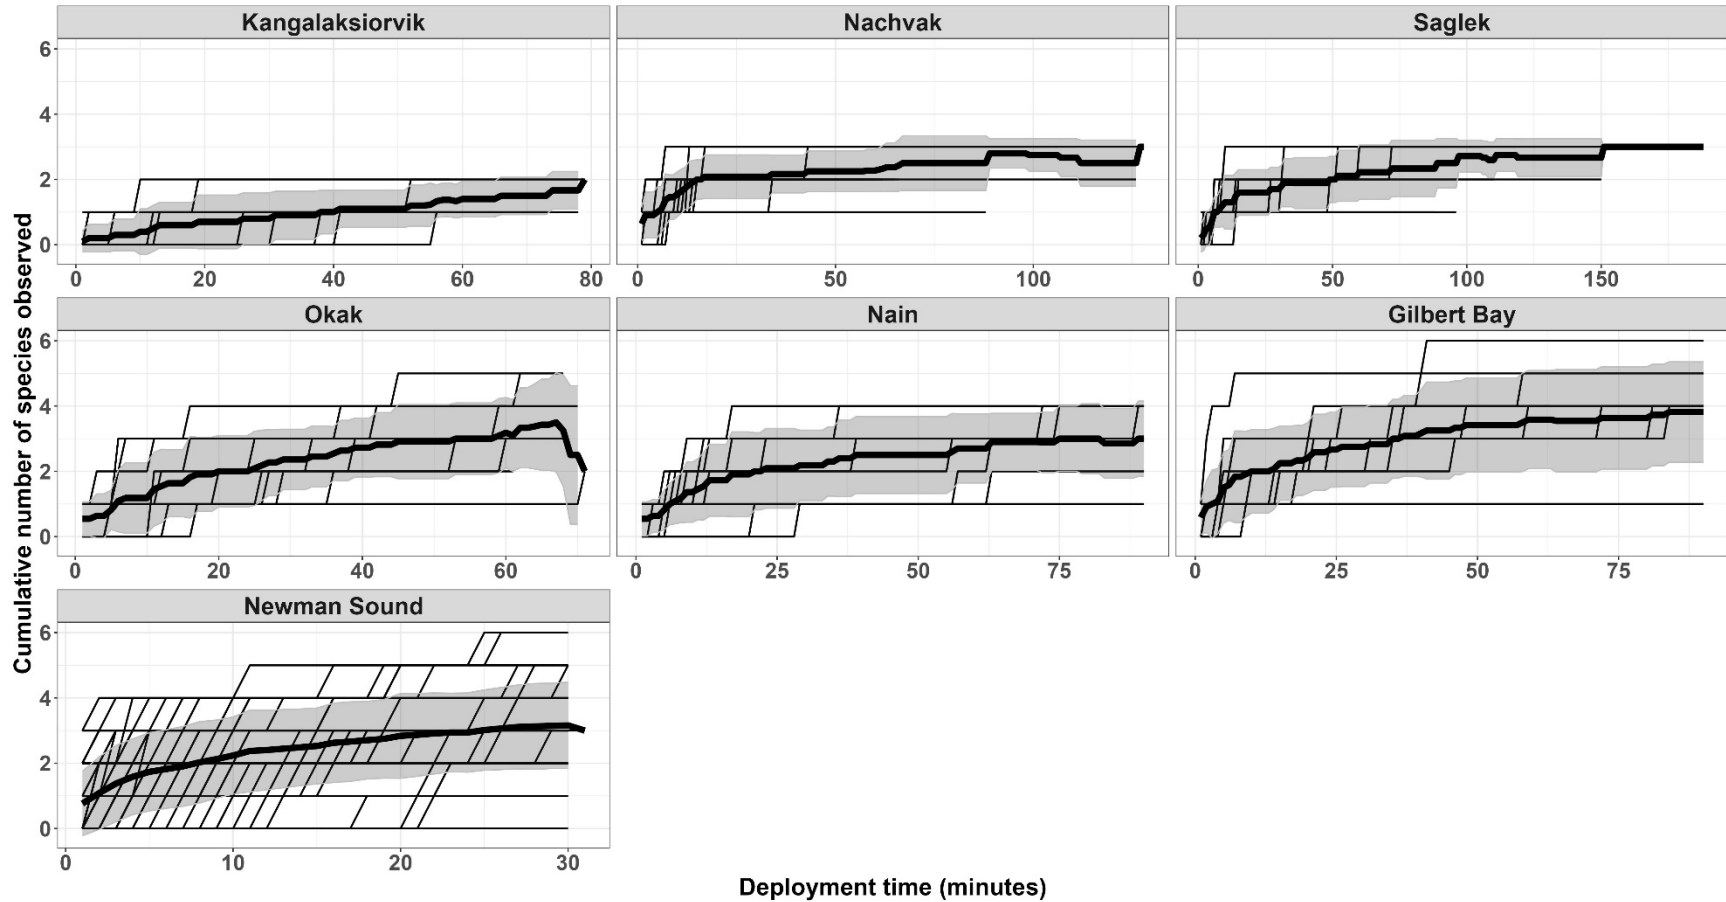 Kangalaksiorvik
Nachvak
Saglek
6
4
2
0
0 20 40 60 80
0 50 100
0 50 100 150
Okak
Nain
Gilbert Bay
6
4
2
0
0 20 40 60
0 25 50 75
0 25 50 75
Newman Sound
6
4
2
0
0 10 20 30
Cumulative number of species observed
Deployment time (minutes)